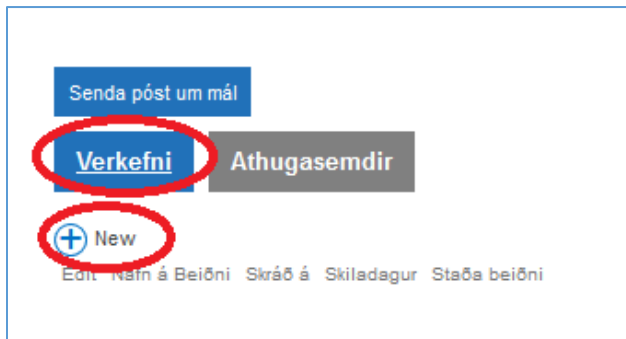 Senda póst um mál
Verkefni Athugasemdir
New
Edit Nafn á Beiðni Skráð á Skiladagur Staða beiðni